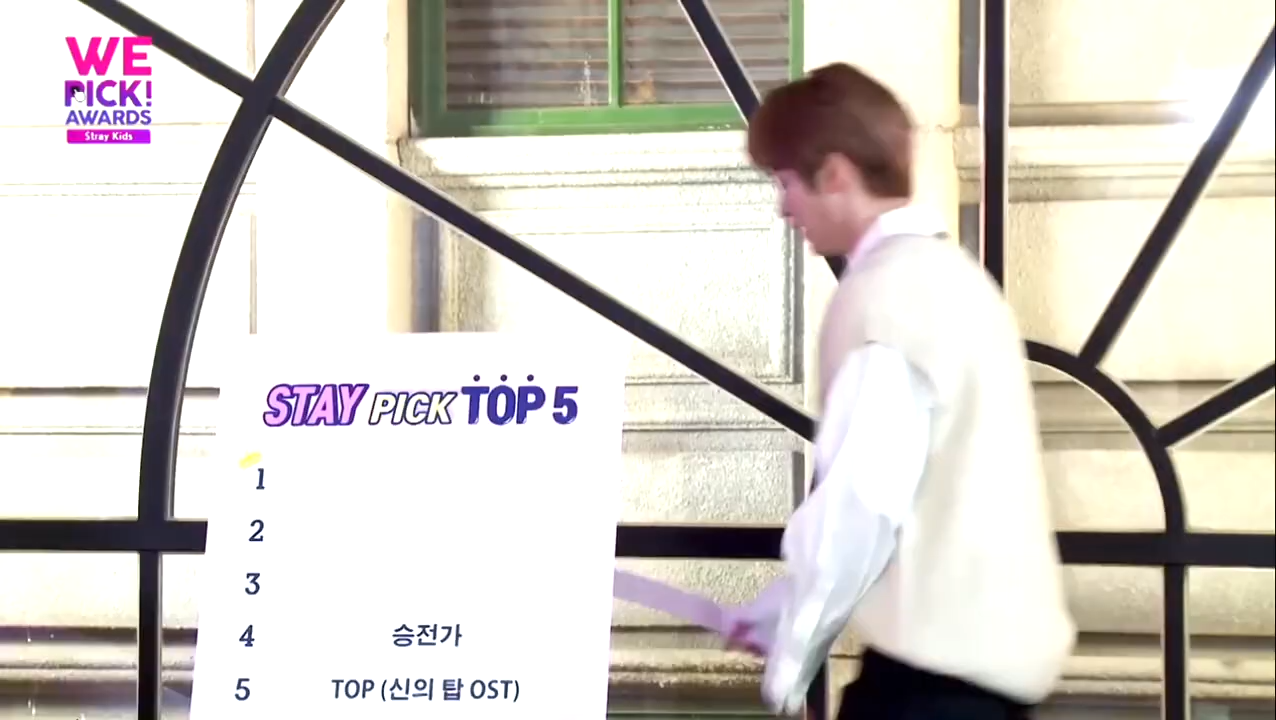 WE
PICK!
AWARDS
Stray Kids
STAY PICK TOP 5
1
2
3
4 승전가
5 TOP (신의 탑 OST)